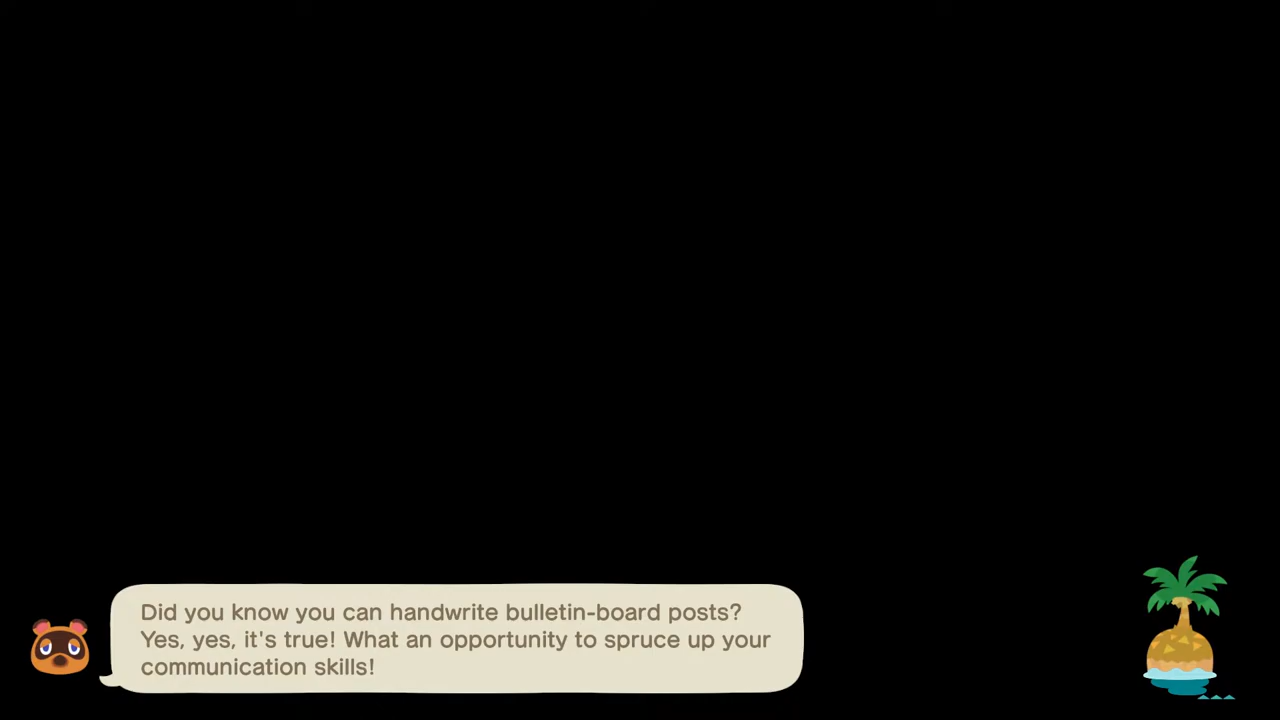 Did you know you can handwrite bulletin-board posts?
Yes, yes, it's true! What an opportunity to spruce up your
communication skills!